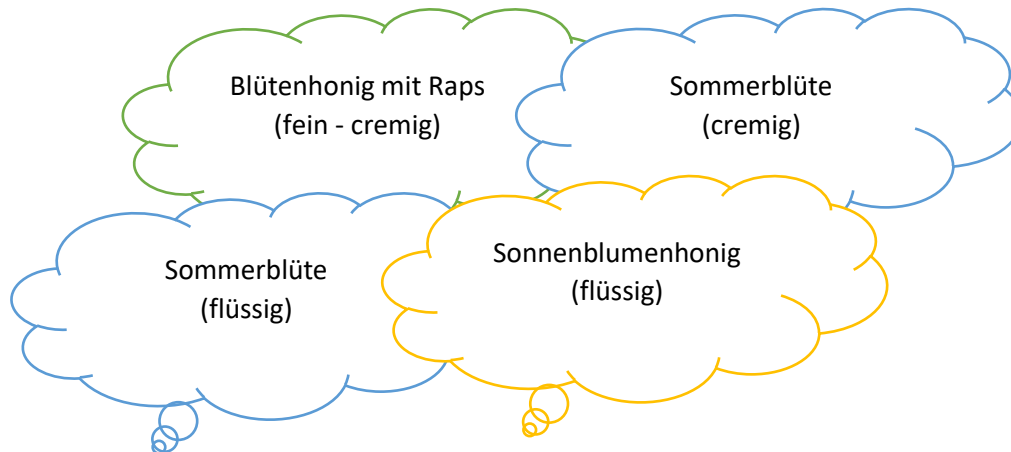 Blütenhonig mit Raps
(fein - cremig)
Sommerblüte
(cremig)
Sommerblüte
(flüssig)
Sonnenblumenhonig
(flüssig)